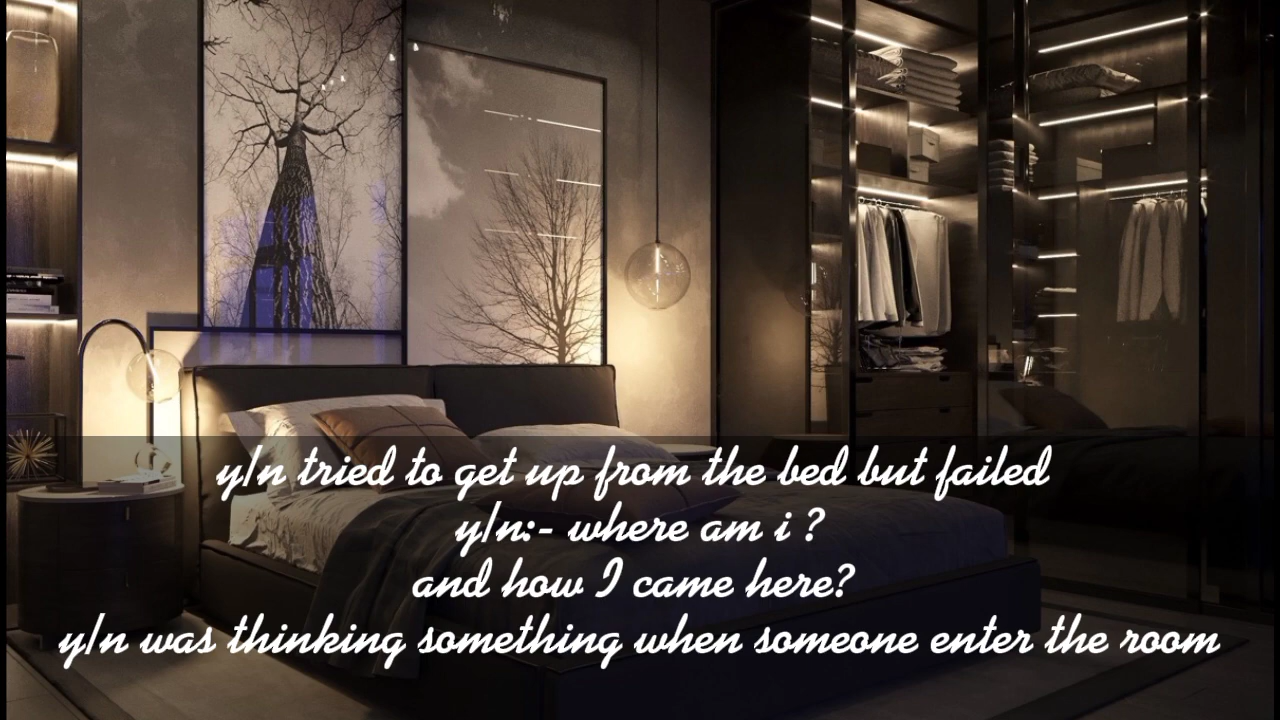 y/n tried to get up from the bed but failed
y/n:- where am i ?
and how I came here?
y/n was thinking something when someone enter the room